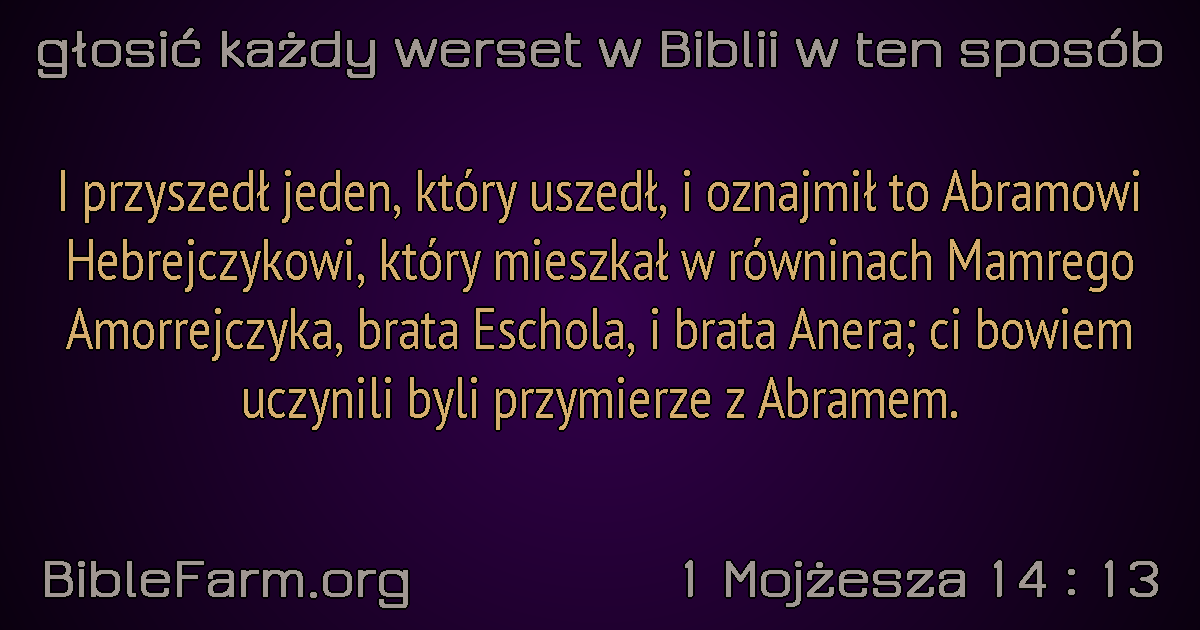 głosić każdy werset w Biblii w ten sposób
I przyszedł jeden, który uszedł, i oznajmił to Abramowi
Hebrejczykowi, który mieszkał w równinach Mamrego
Amorrejczyka, brata Eschola, i brata Anera; ci bowiem
uczynili byli przymierze z Abramem.
BibleFarm.org
1 Mojżesza 14 : 13